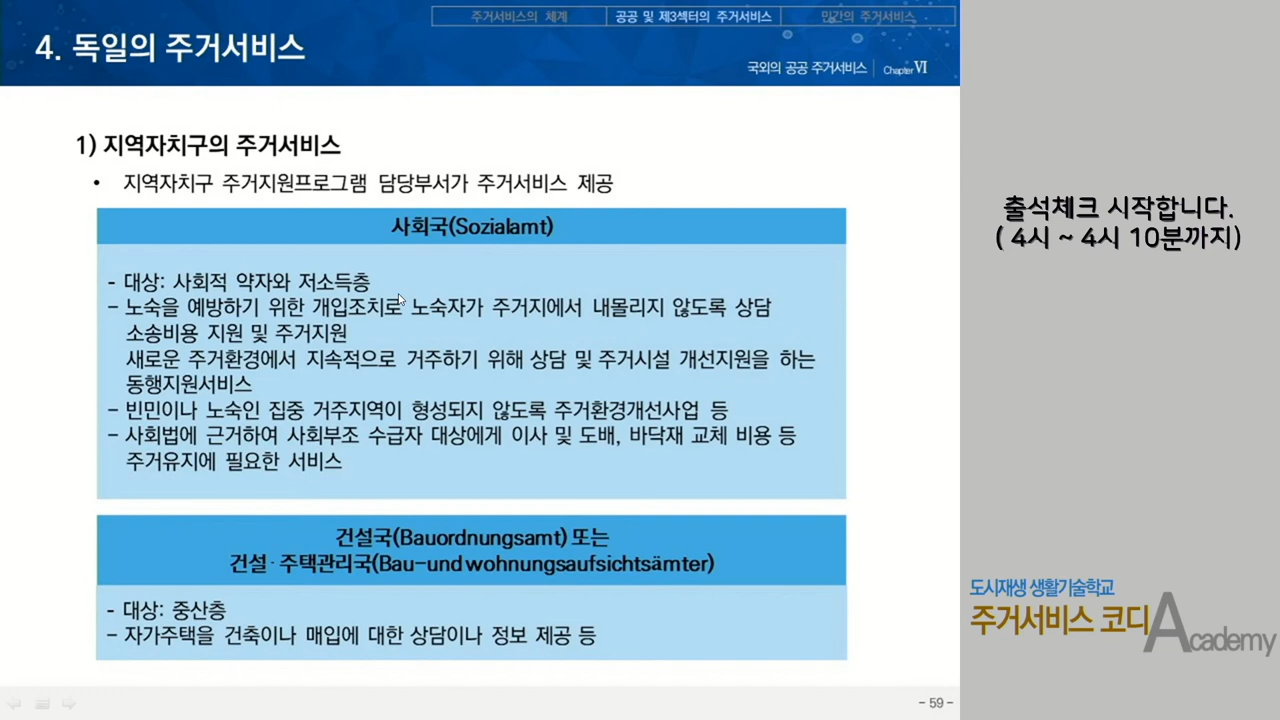 주거서비스의 체계
공공 및 제3섹터의 주거서비스
민간의 주거서비스
4. 독일의 주거서비스
국외의 공공 주거서비스
Chapter Ⅵ
1) 지역자치구의 주거서비스
• 지역자치구 주거지원프로그램 담당부서가 주거서비스 제공
사회국(Sozialamt)
- 대상: 사회적 약자와 저소득층
- 노숙을 예방하기 위한 개입조치로 노숙자가 주거지에서 내몰리지 않도록 상담
소송비용 지원 및 주거지원
새로운 주거환경에서 지속적으로 거주하기 위해 상담 및 주거시설 개선지원을 하는
동행지원서비스
- 빈민이나 노숙인 집중 거주지역이 형성되지 않도록 주거환경개선사업 등
- 사회법에 근거하여 사회부조 수급자 대상에게 이사 및 도배, 바닥재 교체 비용 등
주거유지에 필요한 서비스
건설국(Bauordnungsamt) 또는
건설·주택관리국(Bau-und wohnungsaufsichtsämter)
- 대상: 중산층
- 자가주택을 건축이나 매입에 대한 상담이나 정보 제공 등
- 59 -
출석체크 시작합니다.
( 4시 ~ 4시 10분까지)
도시재생 생활기술학교
주거서비스 코디 Academy